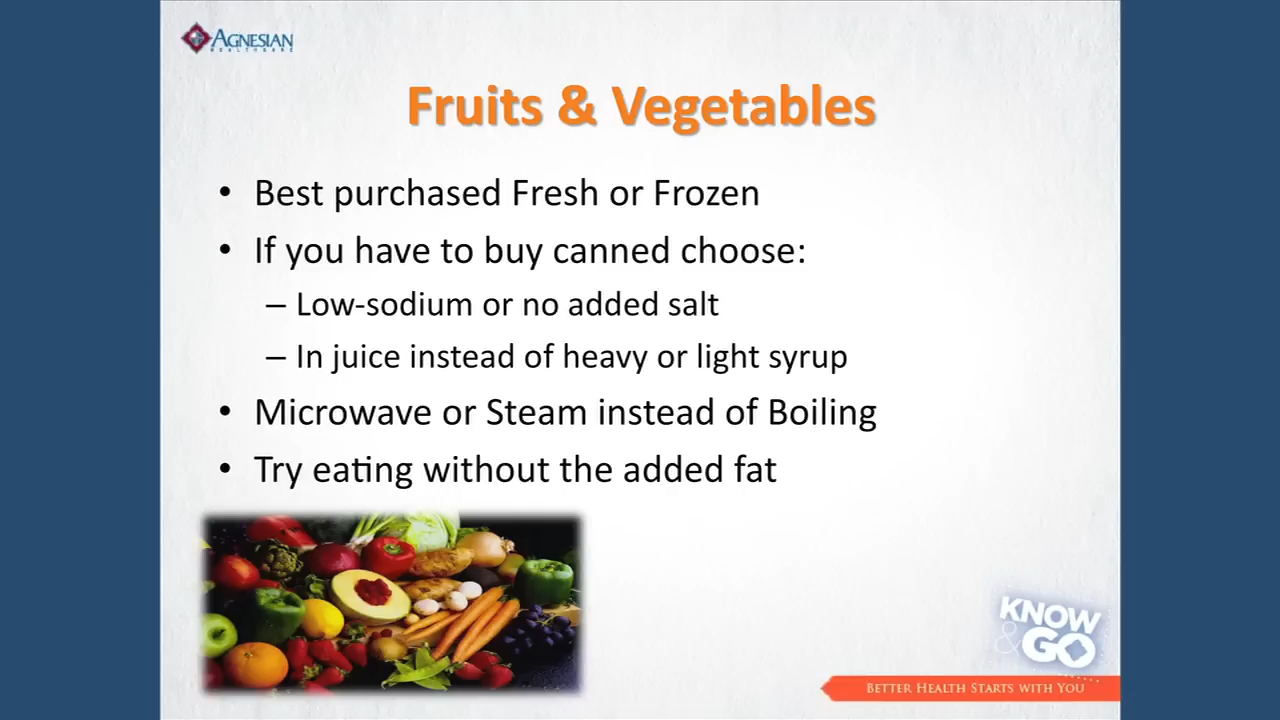 AGNESIAN
HEALTHCARE
Fruits & Vegetables
• Best purchased Fresh or Frozen
• If you have to buy canned choose:
– Low-sodium or no added salt
– In juice instead of heavy or light syrup
• Microwave or Steam instead of Boiling
• Try eating without the added fat
KNOW
& GO
BETTER HEALTH STARTS WITH YOU